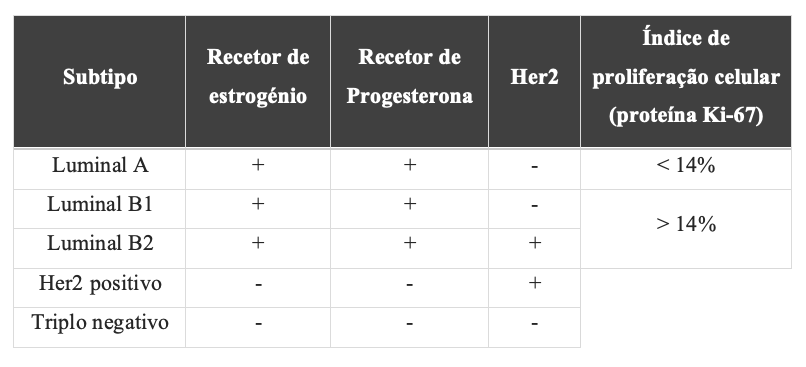 Subtipo Recetor de estrogénio Recetor de Progesterona Her2 Índice de proliferação celular (proteína Ki-67)
Luminal A + + - < 14%
Luminal B1 + + - > 14%
Luminal B2 + + +
Her2 positivo - - +
Triplo negativo - - -